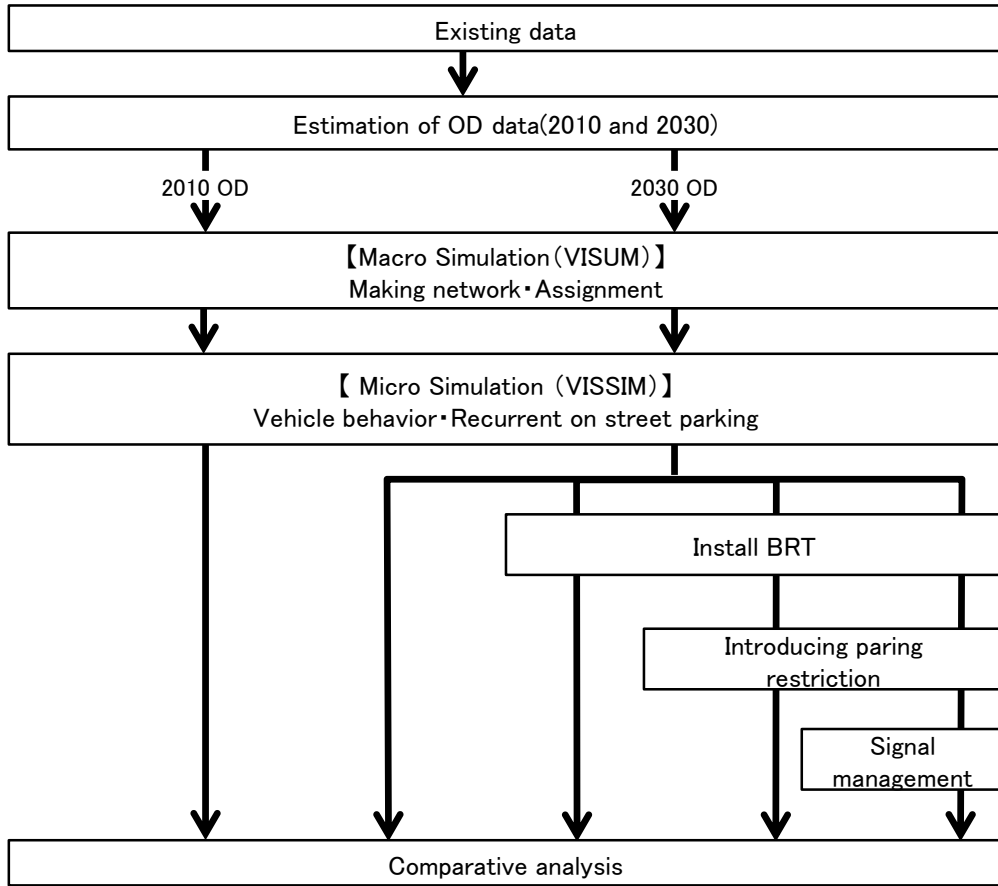 Existing data
Estimation of OD data(2010 and 2030)
2010 OD
2030 OD
【Macro Simulation(VISUM)】
Making network・Assignment
【 Micro Simulation (VISSIM)】
Vehicle behavior・Recurrent on street parking
Install BRT
Introducing paring
restriction
Signal
management
Comparative analysis